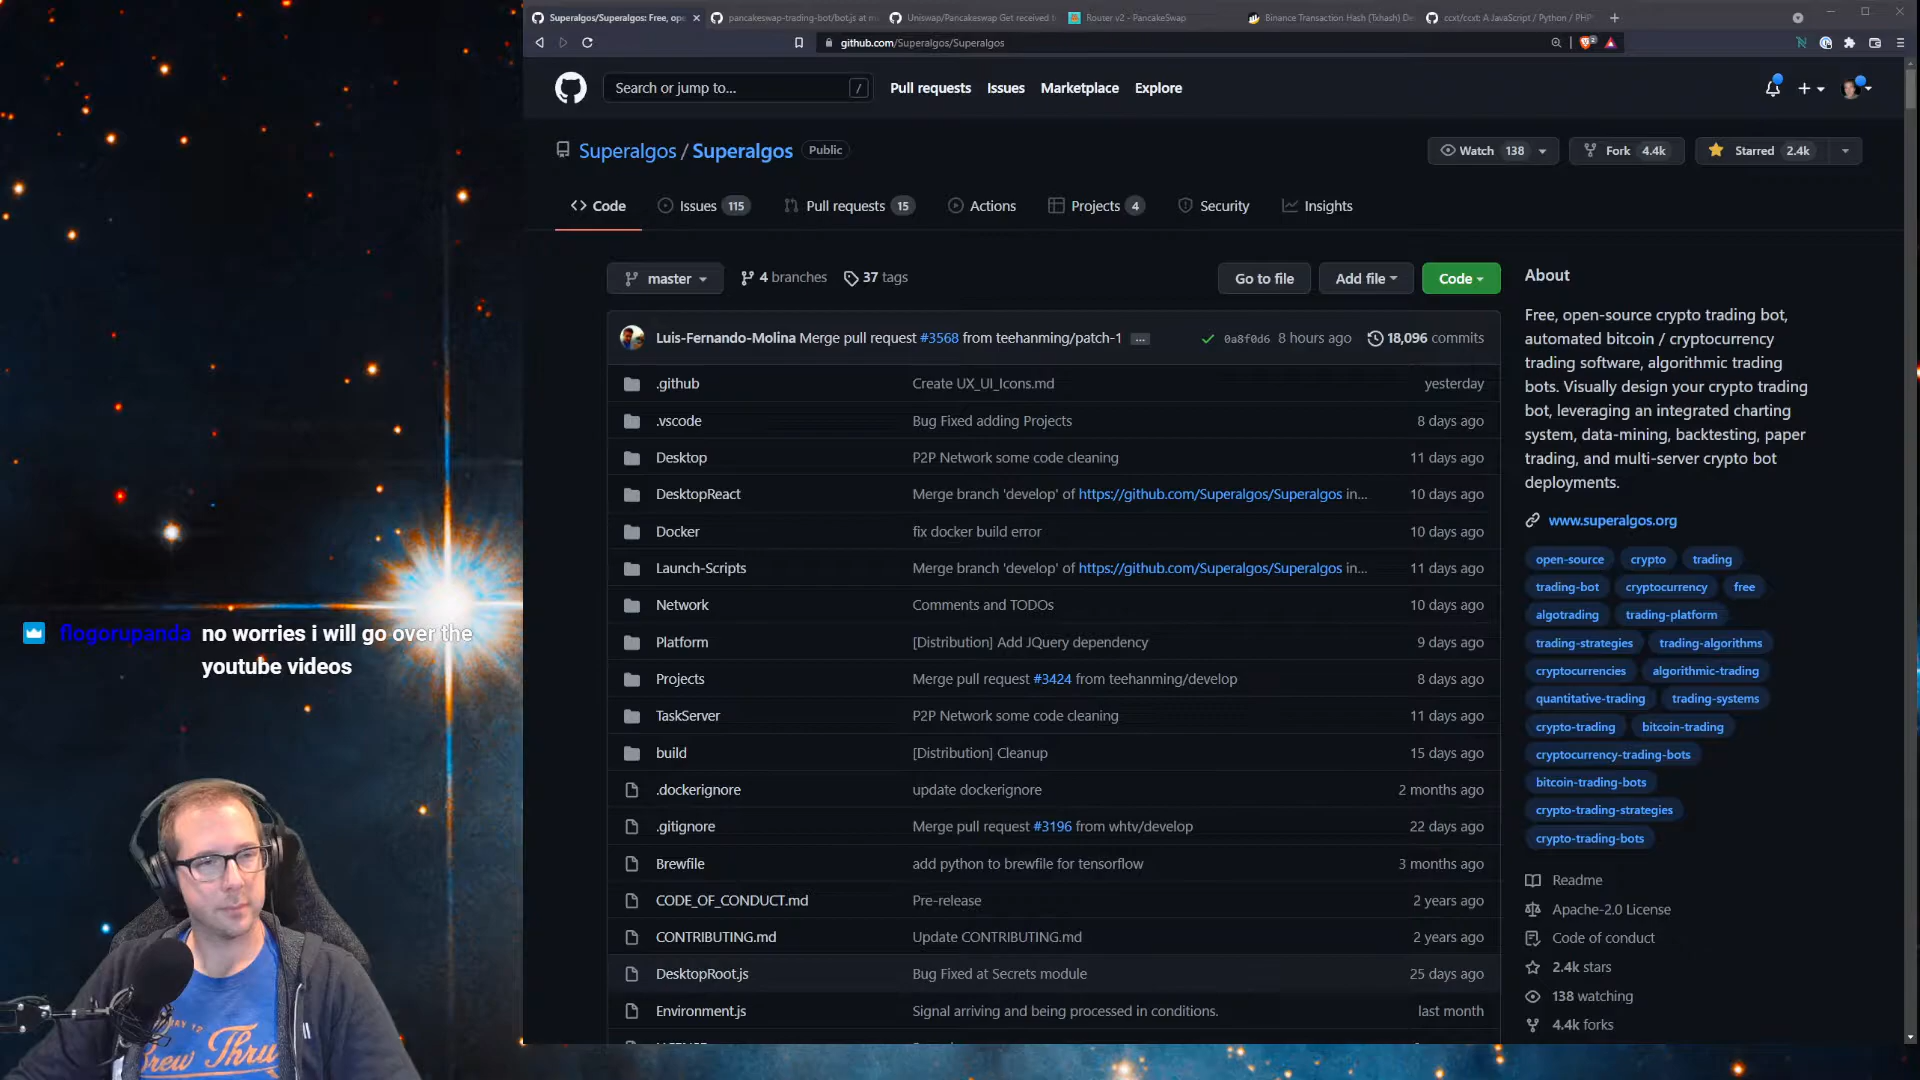 Superalgos/Superalgos: Free, ope
pancakeswap-trading-bot/bot.js at m
Uniswap/Pancakeswap Get received t
Router v2 - PancakeSwap
Binance Transaction Hash (Txhash) De
ccxt/ccxt: A JavaScript / Python / PHP
github.com/Superalgos/Superalgos
Search or jump to...
/
Pull requests
Issues
Marketplace
Explore
Superalgos / Superalgos
Public
Watch 138
Fork 4.4k
Starred 2.4k
Code
Issues 115
Pull requests 15
Actions
Projects 4
Security
Insights
master
4 branches
37 tags
Go to file
Add file
Code
Luis-Fernando-Molina Merge pull request #3568 from teehanming/patch-1 ...
0a8f0d6 8 hours ago
18,096 commits
.github Create UX_UI_Icons.md yesterday
.vscode Bug Fixed adding Projects 8 days ago
Desktop P2P Network some code cleaning 11 days ago
DesktopReact Merge branch 'develop' of https://github.com/Superalgos/Superalgos in... 10 days ago
Docker fix docker build error 10 days ago
Launch-Scripts Merge branch 'develop' of https://github.com/Superalgos/Superalgos in... 11 days ago
Network Comments and TODOs 10 days ago
Platform [Distribution] Add JQuery dependency 9 days ago
Projects Merge pull request #3424 from teehanming/develop 8 days ago
TaskServer P2P Network some code cleaning 11 days ago
build [Distribution] Cleanup 15 days ago
.dockerignore update dockerignore 2 months ago
.gitignore Merge pull request #3196 from whtv/develop 22 days ago
Brewfile add python to brewfile for tensorflow 3 months ago
CODE_OF_CONDUCT.md Pre-release 2 years ago
CONTRIBUTING.md Update CONTRIBUTING.md 2 years ago
DesktopRoot.js Bug Fixed at Secrets module 25 days ago
Environment.js Signal arriving and being processed in conditions. last month
About
Free, open-source crypto trading bot,
automated bitcoin / cryptocurrency
trading software, algorithmic trading
bots. Visually design your crypto trading
bot, leveraging an integrated charting
system, data-mining, backtesting, paper
trading, and multi-server crypto bot
deployments.
www.superalgos.org
open-source crypto trading
trading-bot cryptocurrency free
algotrading trading-platform
trading-strategies trading-algorithms
cryptocurrencies algorithmic-trading
quantitative-trading trading-systems
crypto-trading bitcoin-trading
cryptocurrency-trading-bots
bitcoin-trading-bots
crypto-trading-strategies
crypto-trading-bots
Readme
Apache-2.0 License
Code of conduct
2.4k stars
138 watching
4.4k forks
flogorupanda no worries i will go over the
youtube videos
Brew Thru